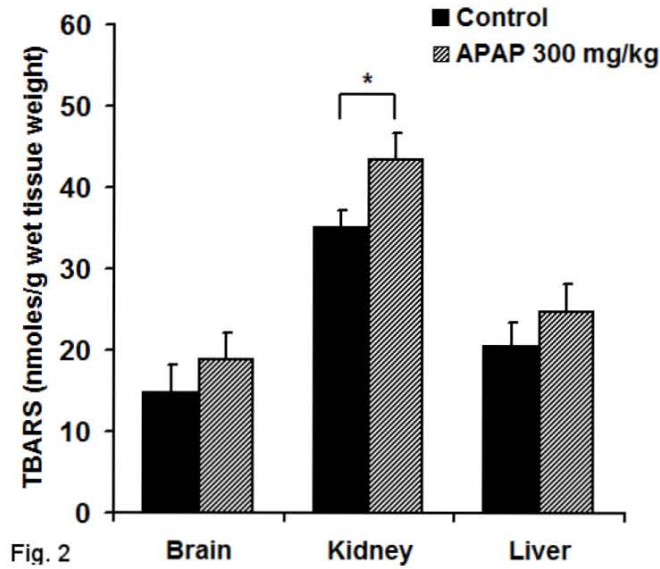 Control
APAP 300 mg/kg
TBARS (nmoles/g wet tissue weight)
60
50
40
30
20
10
0
*
Brain Kidney Liver
Fig. 2